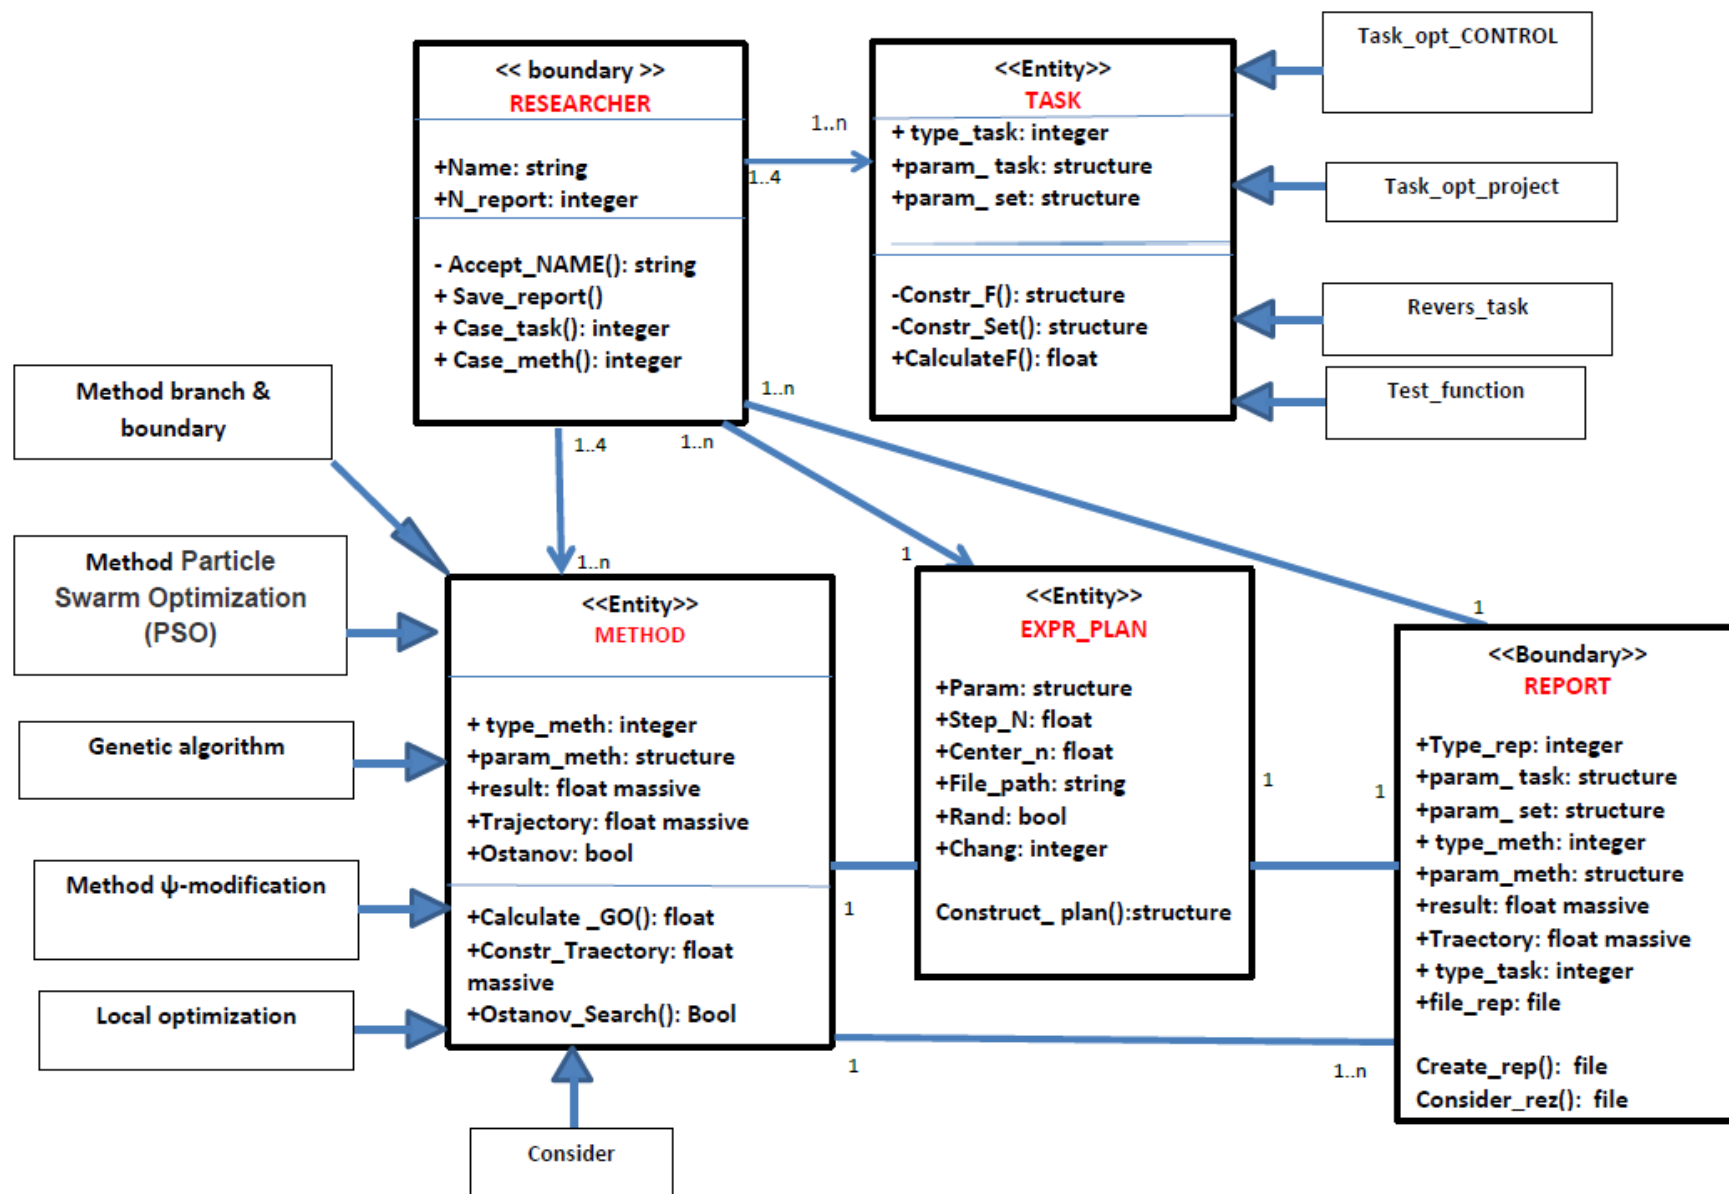 << boundary >>
RESEARCHER
+Name: string
+N_report: integer
- Accept_NAME(): string
+ Save_report()
+ Case_task(): integer
+ Case_meth(): integer
1..n
1..4
<<Entity>>
TASK
+ type_task: integer
+param_ task: structure
+param_ set: structure
-Constr_F(): structure
-Constr_Set(): structure
+CalculateF(): float
Task_opt_CONTROL
Task_opt_project
Revers_task
Test_function
1..n
1..4
1..n
Method branch &
boundary
Method Particle
Swarm Optimization
(PSO)
Genetic algorithm
Method ψ-modification
Local optimization
Consider
1..n
<<Entity>>
METHOD
+ type_meth: integer
+param_meth: structure
+result: float massive
+Trajectory: float massive
+Ostanov: bool
+Calculate _GO(): float
+Constr_Traectory: float
massive
+Ostanov_Search(): Bool
1
1
1
<<Entity>>
EXPR_PLAN
+Param: structure
+Step_N: float
+Center_n: float
+File_path: string
+Rand: bool
+Chang: integer
Construct_ plan():structure
1
1
1
1..n
<<Boundary>>
REPORT
+Type_rep: integer
+param_ task: structure
+param_ set: structure
+ type_meth: integer
+param_meth: structure
+result: float massive
+Traectory: float massive
+ type_task: integer
+file_rep: file
Create_rep(): file
Consider_rez(): file